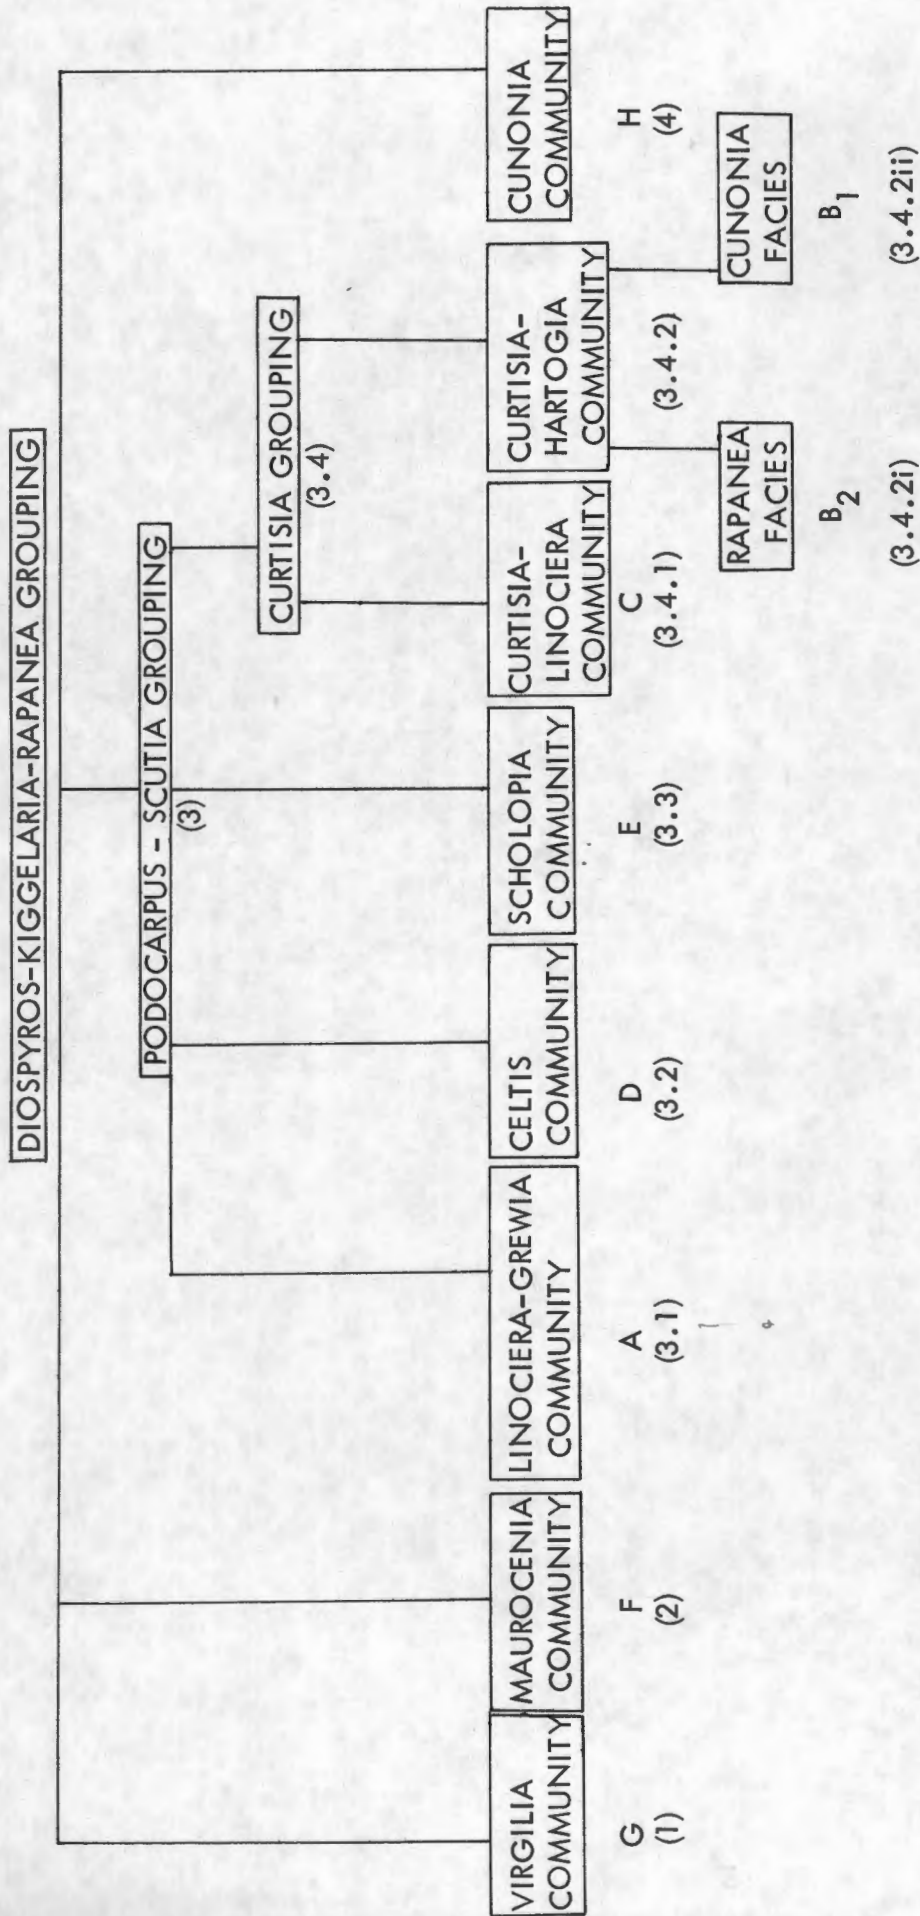 DIOSPYROS-KIGGELARIA-RAPANEA GROUPING
PODOCARPUS - SCUTIA GROUPING
(3)
CURTISIA GROUPING
(3.4)
VIRGILIA
COMMUNITY
G
(1)
MAUROCENIA
COMMUNITY
F
(2)
LINOCIERA-GREWIA
COMMUNITY
A
(3.1)
CELTIS
COMMUNITY
D
(3.2)
SCHOLOPIA
COMMUNITY
E
(3.3)
CURTISIA-
LINOCIERA
COMMUNITY
C
(3.4.1)
CURTISIA-
HARTOGIA
COMMUNITY
(3.4.2)
CUNONIA
COMMUNITY
H
(4)
RAPANEA
FACIES
B2
(3.4.2i)
CUNONIA
FACIES
B1
(3.4.2ii)